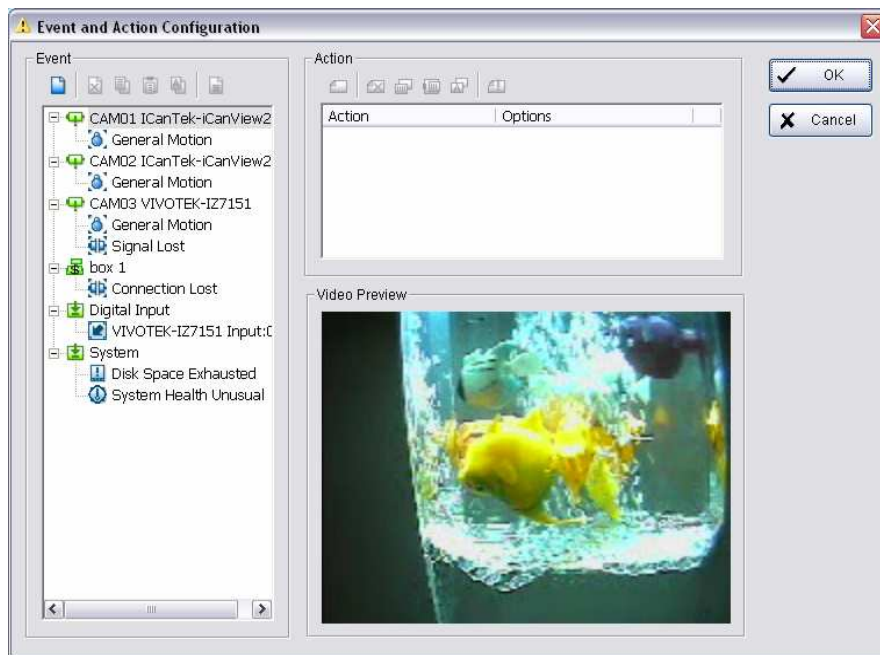 Event and Action Configuration
Event
CAM01 ICanTek-iCanView2
General Motion
CAM02 ICanTek-iCanView2
General Motion
CAM03 VIVOTEK-IZ7151
General Motion
Signal Lost
box 1
Connection Lost
Digital Input
VIVOTEK-IZ7151 Input:0
System
Disk Space Exhausted
System Health Unusual
Action
Action Options
Video Preview
OK
Cancel